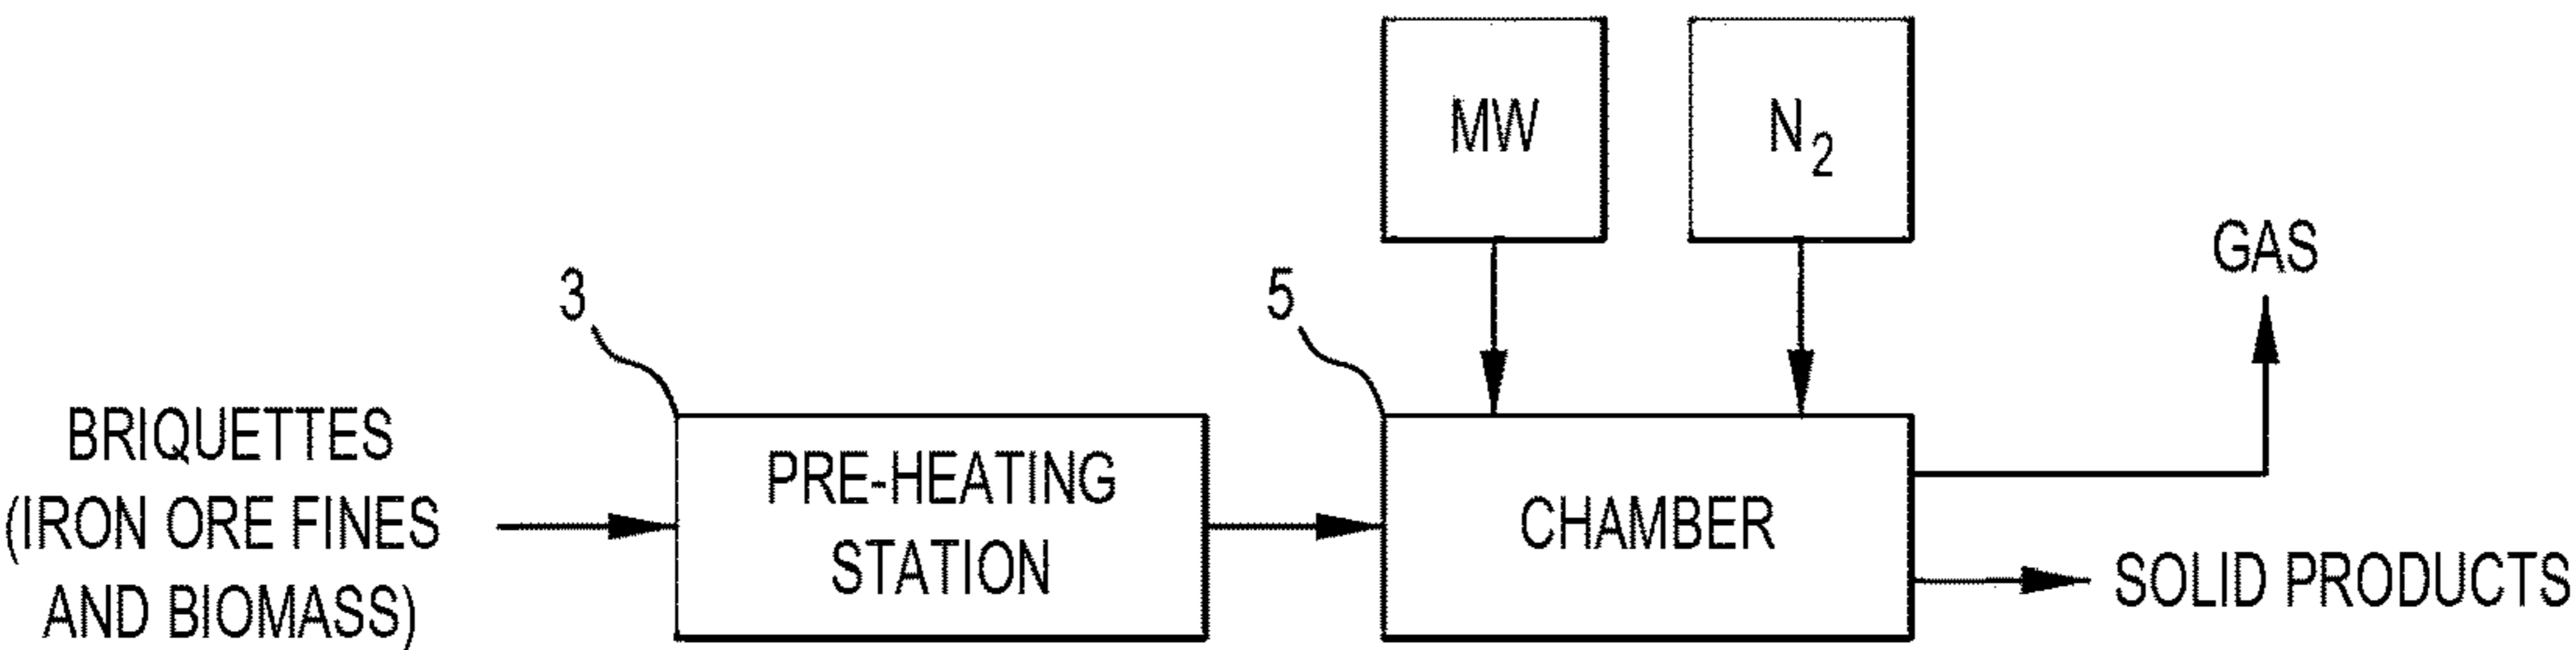 MW
N2
GAS
3
5
BRIQUETTES
(IRON ORE FINES
AND BIOMASS)
PRE-HEATING
STATION
CHAMBER
SOLID PRODUCTS